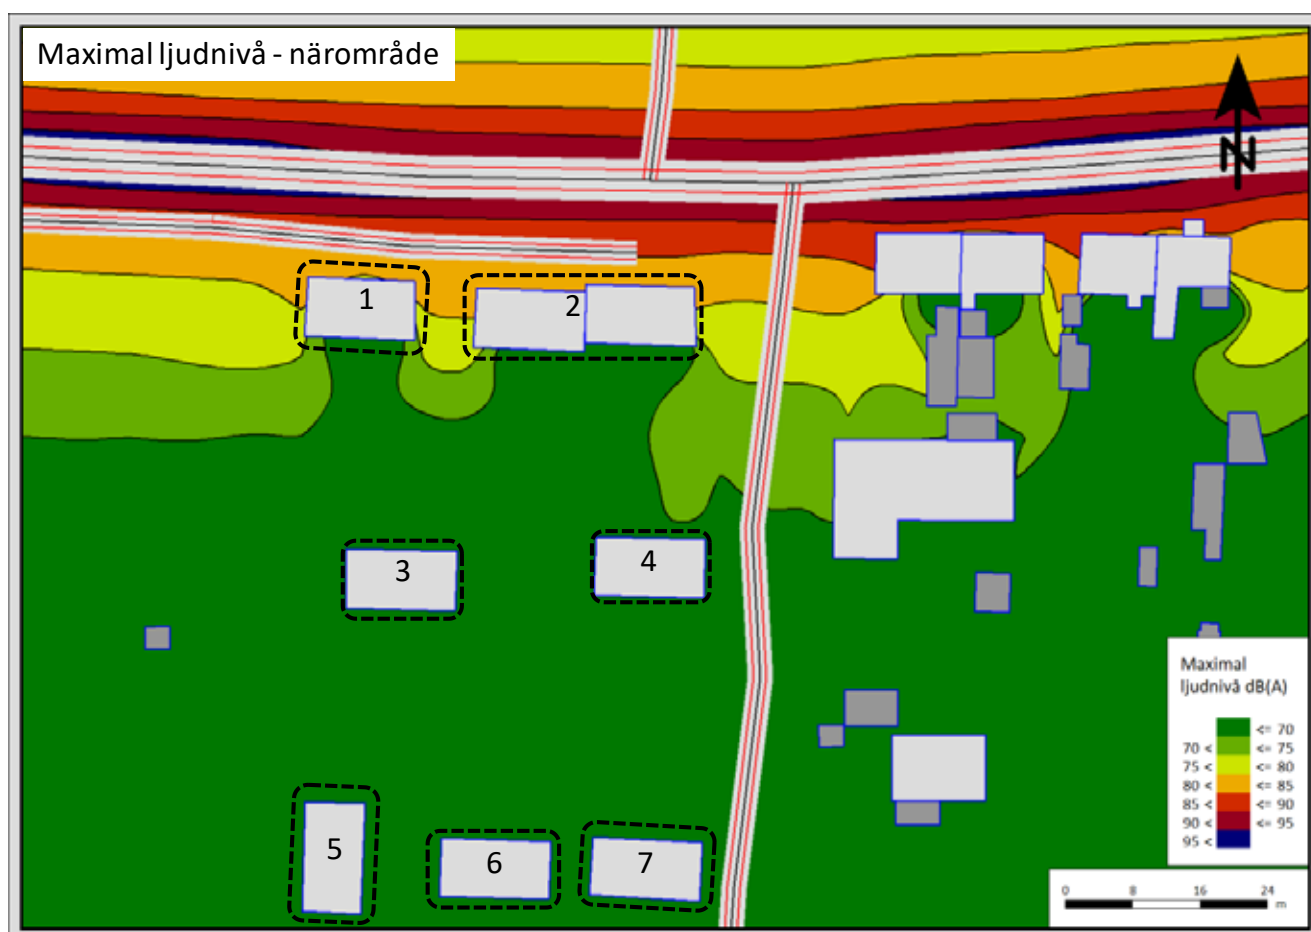 Maximal ljudnivå - närområde
N
1
2
3
4
5
6
7
Maximal
ljudnivå dB(A)
<= 70
70 < <= 75
75 < <= 80
80 < <= 85
85 < <= 90
90 < <= 95
95 <
0 8 16 24
m